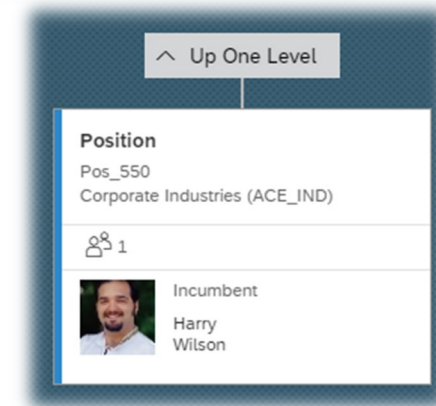 Up One Level
Position
Pos_550
Corporate Industries (ACE_IND)
1
Incumbent
Harry
Wilson